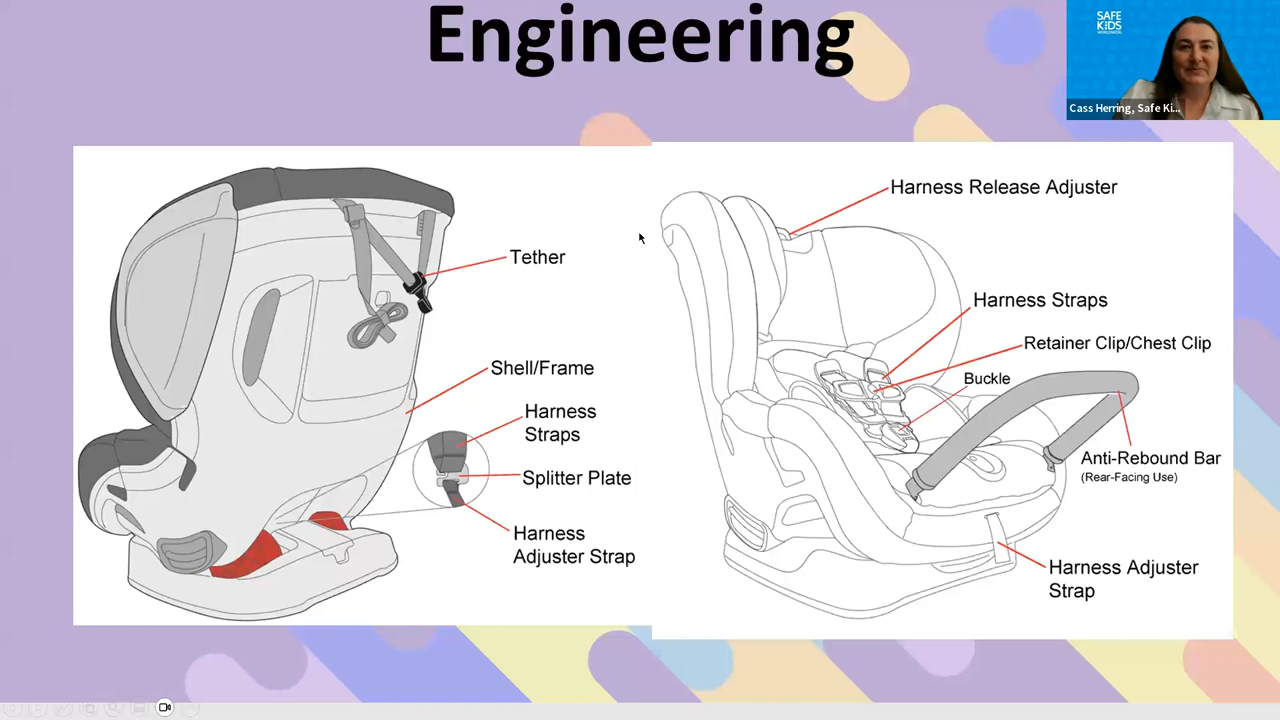 Engineering
SAFE
KIDS
WORLDWIDE
Cass Herring, Safe Ki...
Tether
Shell/Frame
Harness
Straps
Splitter Plate
Harness
Adjuster Strap
Harness Release Adjuster
Harness Straps
Retainer Clip/Chest Clip
Buckle
Anti-Rebound Bar
(Rear-Facing Use)
Harness Adjuster
Strap